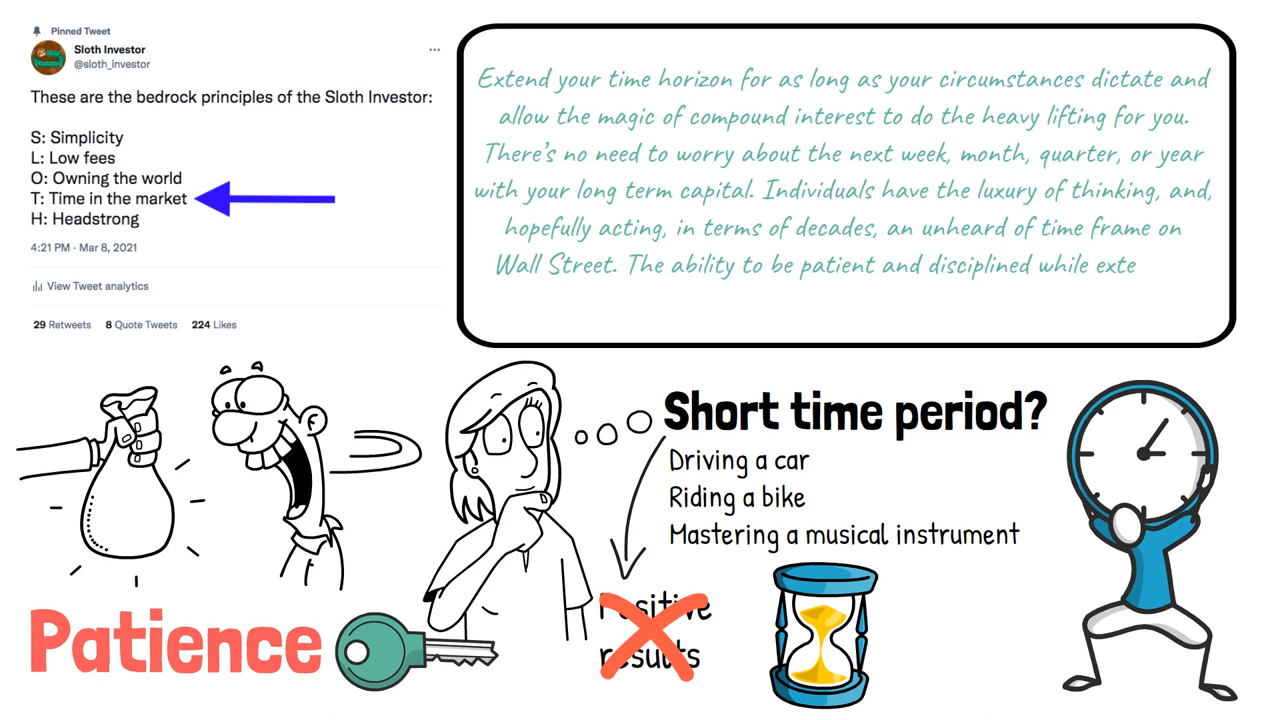 Pinned Tweet
Sloth Investor
@sloth_investor
These are the bedrock principles of the Sloth Investor:
S: Simplicity
L: Low fees
O: Owning the world
T: Time in the market
H: Headstrong
4:21 PM · Mar 8, 2021
View Tweet analytics
29 Retweets 8 Quote Tweets 224 Likes
Extend your time horizon for as long as your circumstances dictate and
allow the magic of compound interest to do the heavy lifting for you.
There's no need to worry about the next week, month, quarter, or year
with your long term capital. Individuals have the luxury of thinking, and,
hopefully acting, in terms of decades, an unheard of time frame on
Wall Street. The ability to be patient and disciplined while exte
Short time period?
Driving a car
Riding a bike
Mastering a musical instrument
Positive
results
Patience